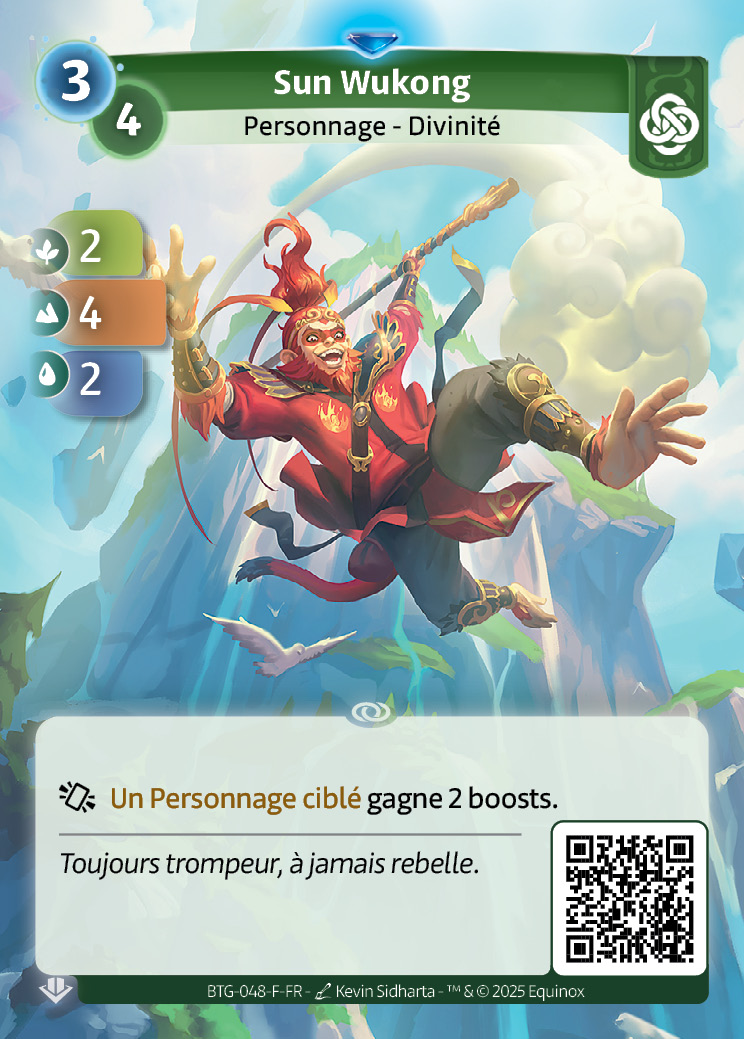 3
Sun Wukong
4
Personnage - Divinité
2
4
2
Un Personnage ciblé gagne 2 boosts.
Toujours trompeur, à jamais rebelle.
BTG-048-F-FR - Kevin Sidharta - ™ & © 2025 Equinox